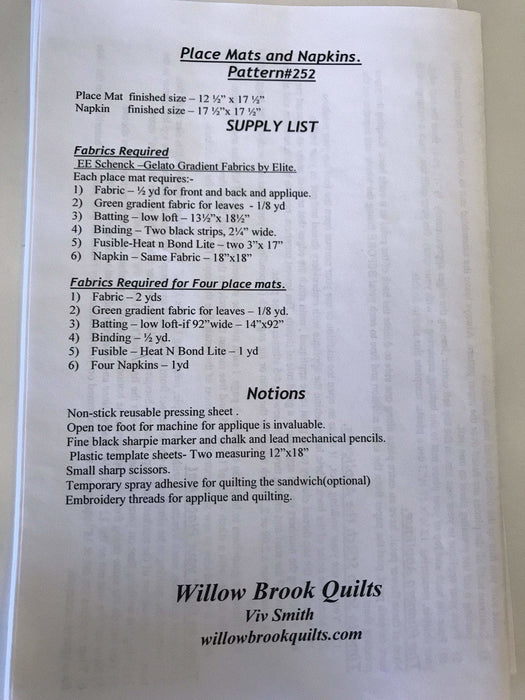 Place Mats and Napkins.
Pattern#252
Place Mat finished size – 12 ½” x 17 ½”
Napkin finished size – 17 ½”x 17 ½”
SUPPLY LIST
Fabrics Required
EE Schenck –Gelato Gradient Fabrics by Elite.
Each place mat requires:-
1) Fabric – ½ yd for front and back and applique.
2) Green gradient fabric for leaves - 1/8 yd
3) Batting – low loft – 13½”x 18½”
4) Binding – Two black strips, 2¼” wide.
5) Fusible-Heat n Bond Lite – two 3”x 17”
6) Napkin – Same Fabric – 18”x18”
Fabrics Required for Four place mats.
1) Fabric – 2 yds
2) Green gradient fabric for leaves – 1/8 yd.
3) Batting – low loft-if 92”wide – 14”x92”
4) Binding – ½ yd.
5) Fusible – Heat N Bond Lite – 1 yd
6) Four Napkins – 1yd
Notions
Non-stick reusable pressing sheet .
Open toe foot for machine for applique is invaluable.
Fine black sharpie marker and chalk and lead mechanical pencils.
Plastic template sheets- Two measuring 12”x18”
Small sharp scissors.
Temporary spray adhesive for quilting the sandwich(optional)
Embroidery threads for applique and quilting.
Willow Brook Quilts
Viv Smith
willowbrookquilts.com